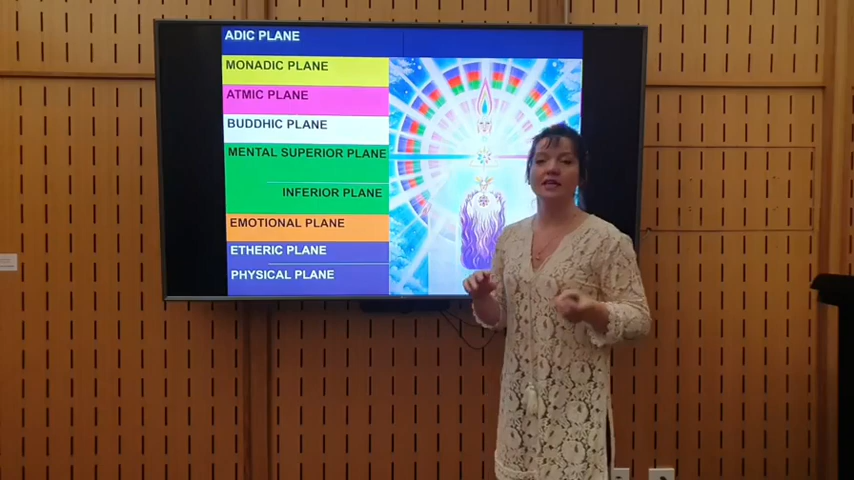 ADIC PLANE
MONADIC PLANE
ATMIC PLANE
BUDDHIC PLANE
MENTAL SUPERIOR PLANE
INFERIOR PLANE
EMOTIONAL PLANE
ETHERIC PLANE
PHYSICAL PLANE